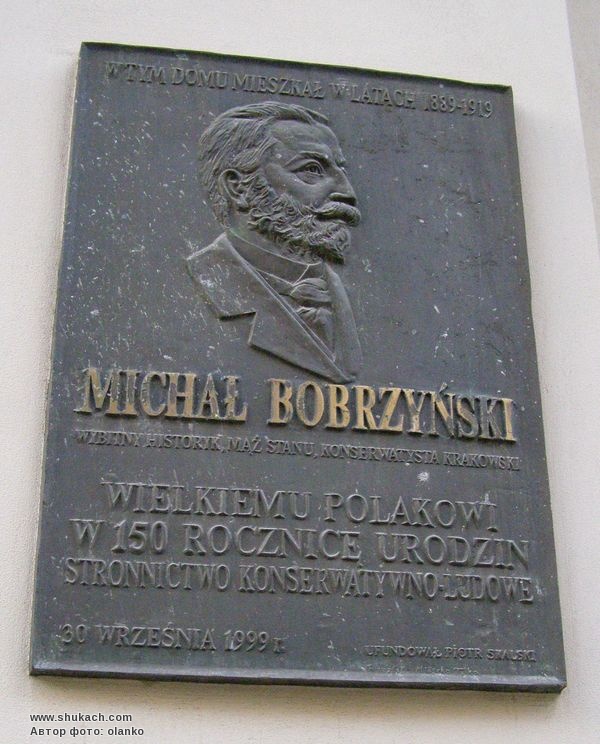 W TYM DOMU MIESZKAŁ W LATACH 1889-1919
MICHAŁ BOBRZYŃSKI
WYBITNY HISTORYK, MĄŻ STANU, KONSERWATYSTA KRAKOWSKI
WIELKIEMU POLAKOWI
W 150 ROCZNICĘ URODZIN
STRONNICTWO KONSERWATYWNO-LUDOWE
30 WRZEŚNIA 1999 r.
UFUNDOWAŁ PIOTR SKALSKI
www.shukach.com
Автор фото: olanko